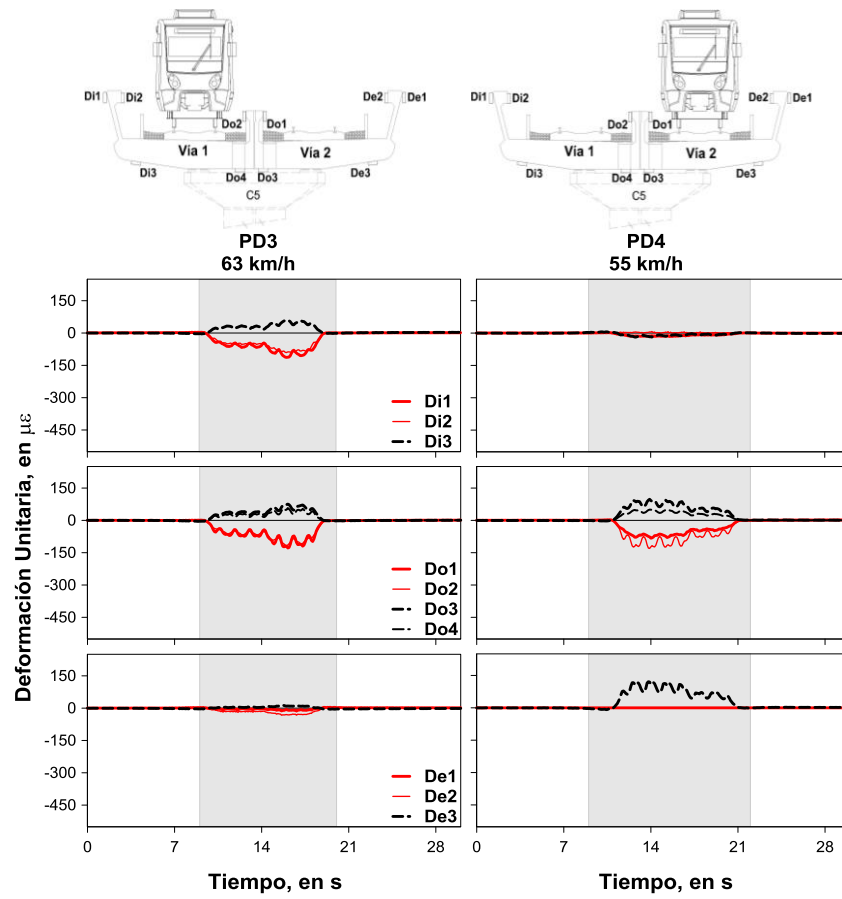 Di1 Di2 De2 De1 Di1 Di2 De2 De1
Do2 Do1 Do2 Do1
Vía 1 Vía 2 Vía 1 Vía 2
Di3 Do4 Do3 De3 Di3 Do4 Do3 De3
C5 C5
PD3 PD4
63 km/h 55 km/h
150
0
-150
-300
-450
Di1
Di2
Di3
150
0
-150
-300
-450
Do1
Do2
Do3
Do4
150
0
-150
-300
-450
De1
De2
De3
Deformación Unitaria, en με
0 7 14 21 28 0 7 14 21 28
Tiempo, en s Tiempo, en s